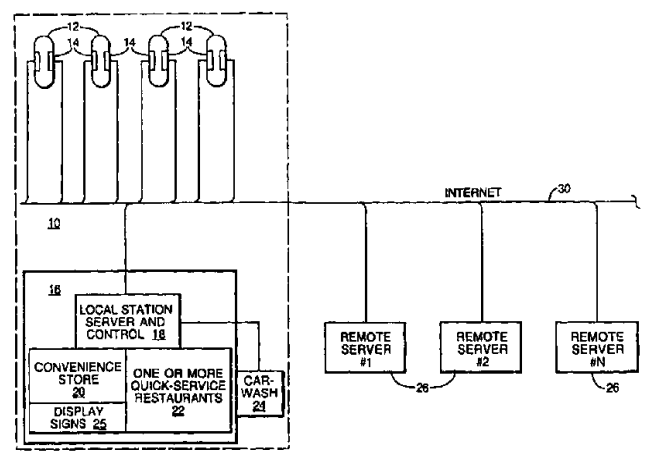 12
12
14
14
14
INTERNET
30
10
16
LOCAL STATION
SERVER AND
CONTROL 18
REMOTE
SERVER
#1
REMOTE
SERVER
#2
REMOTE
SERVER
#N
CONVENIENCE
STORE
20
ONE OR MORE
QUICK-SERVICE
RESTAURANTS
22
CAR-
WASH
24
26
26
DISPLAY
SIGNS 25